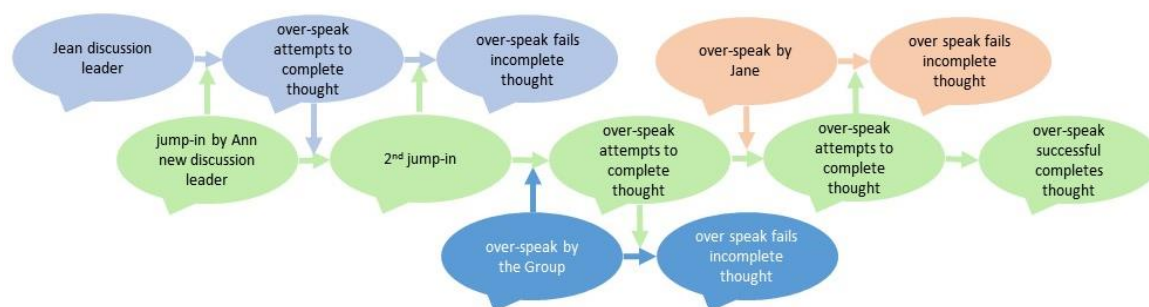 Jean discussion
leader
over-speak
attempts to
complete
thought
over-speak fails
incomplete
thought
over-speak by
Jane
over speak fails
incomplete
thought
jump-in by Ann
new discussion
leader
2nd jump-in
over-speak
attempts to
complete
thought
over-speak
attempts to
complete
thought
over-speak
successful
completes
thought
over-speak by
the Group
over speak fails
incomplete
thought